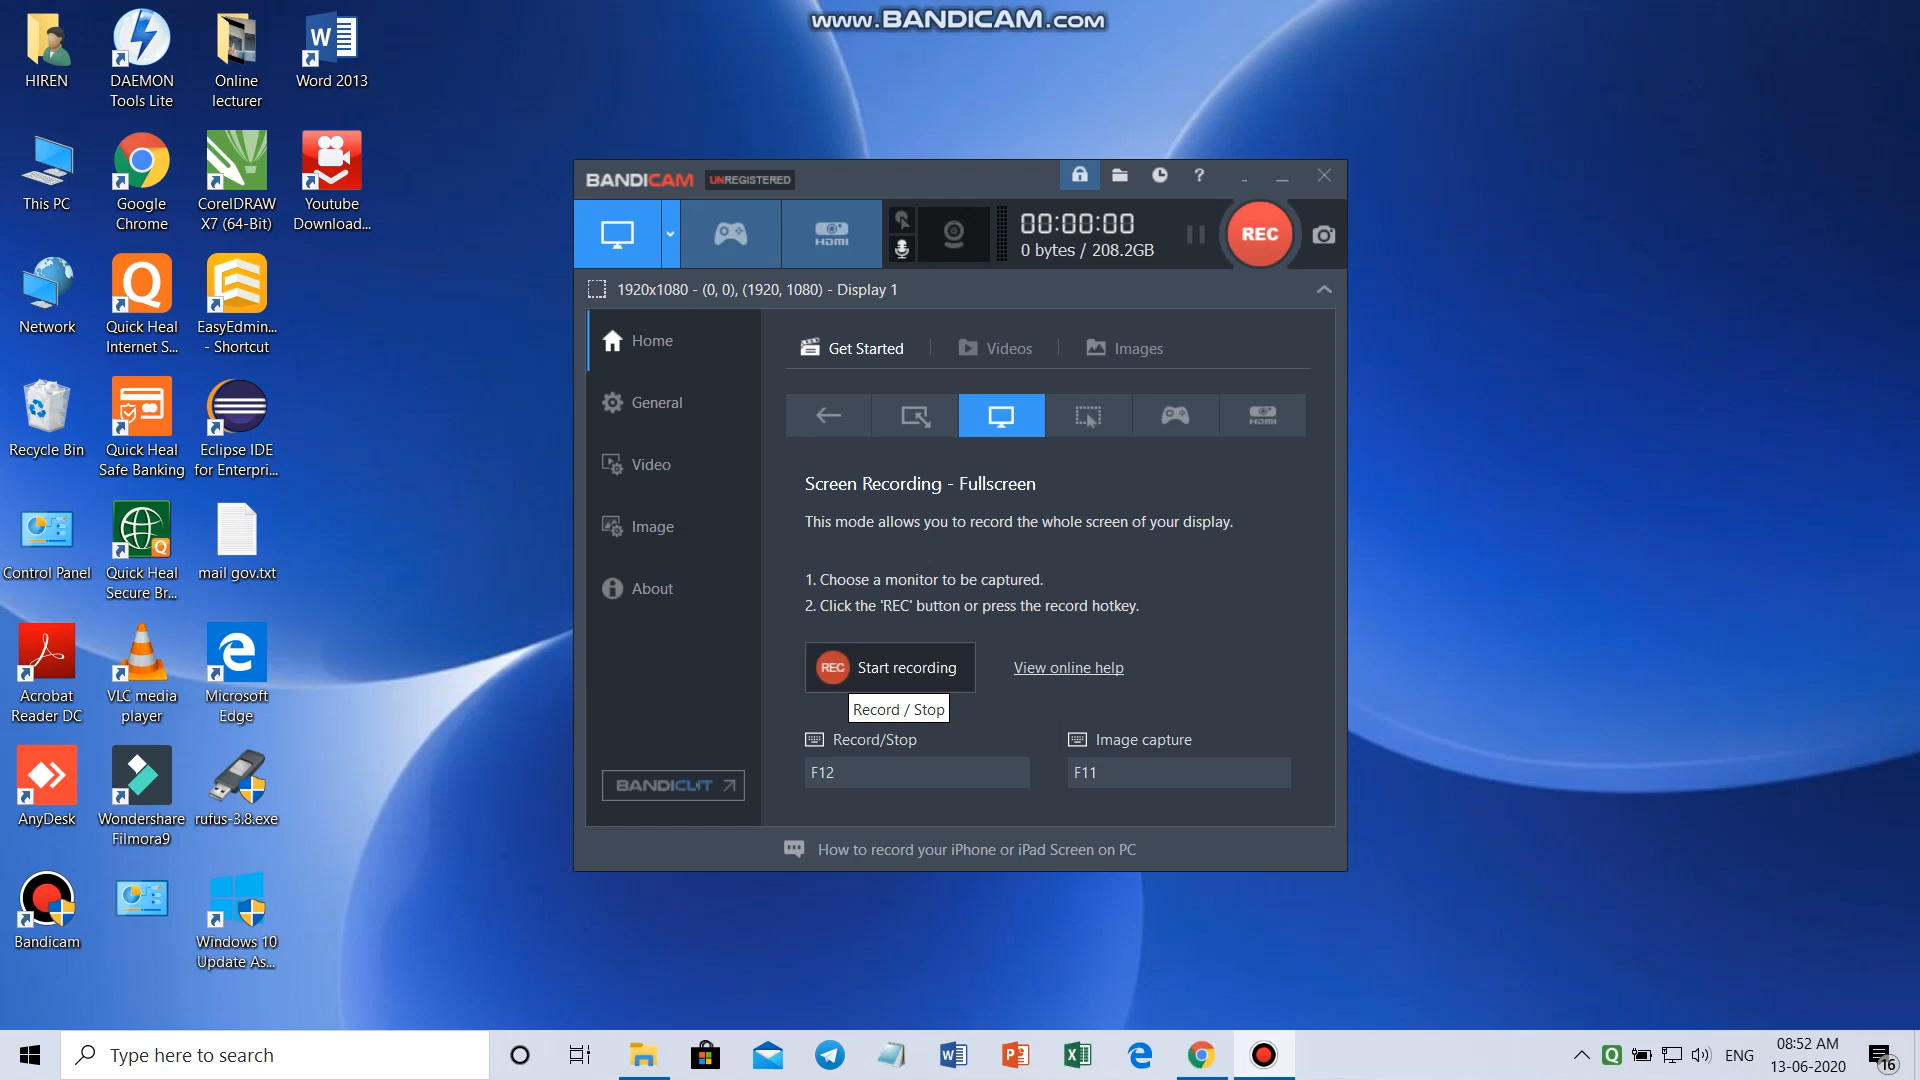 www.BANDICAM.com
HIREN
DAEMON
Tools Lite
Online
lecturer
Word 2013
This PC
Google
Chrome
CorelDRAW
X7 (64-Bit)
Youtube
Download...
Network
Quick Heal
Internet S...
EasyEdmin...
- Shortcut
Recycle Bin
Quick Heal
Safe Banking
Eclipse IDE
for Enterpri...
Control Panel
Quick Heal
Secure Br...
mail gov.txt
Acrobat
Reader DC
VLC media
player
Microsoft
Edge
AnyDesk
Wondershare
Filmora9
rufus-3.8.exe
Bandicam
Windows 10
Update As...
BANDICAM UNREGISTERED
HDMI
00:00:00
0 bytes / 208.2GB
REC
1920x1080 - (0, 0), (1920, 1080) - Display 1
Home
General
Video
Image
About
BANDICUT
Get Started
Videos
Images
HDMI
Screen Recording - Fullscreen
This mode allows you to record the whole screen of your display.
1. Choose a monitor to be captured.
2. Click the 'REC' button or press the record hotkey.
REC Start recording
View online help
Record / Stop
Record/Stop
Image capture
F12
F11
How to record your iPhone or iPad Screen on PC
Type here to search
ENG
08:52 AM
13-06-2020
16